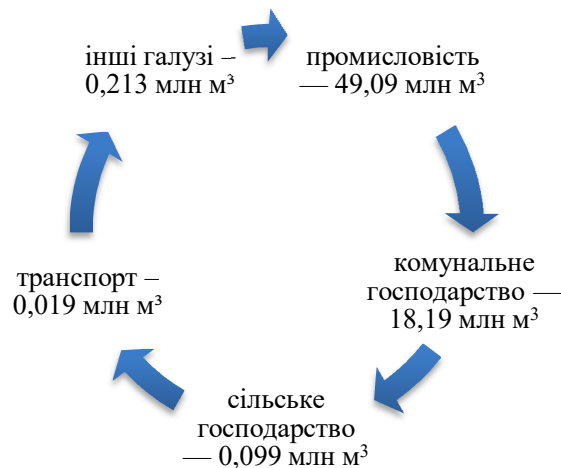 інші галузі –
0,213 млн м³
промисловість
— 49,09 млн м³
комунальне
господарство —
18,19 млн м³
сільське
господарство
— 0,099 млн м³
транспорт –
0,019 млн м³